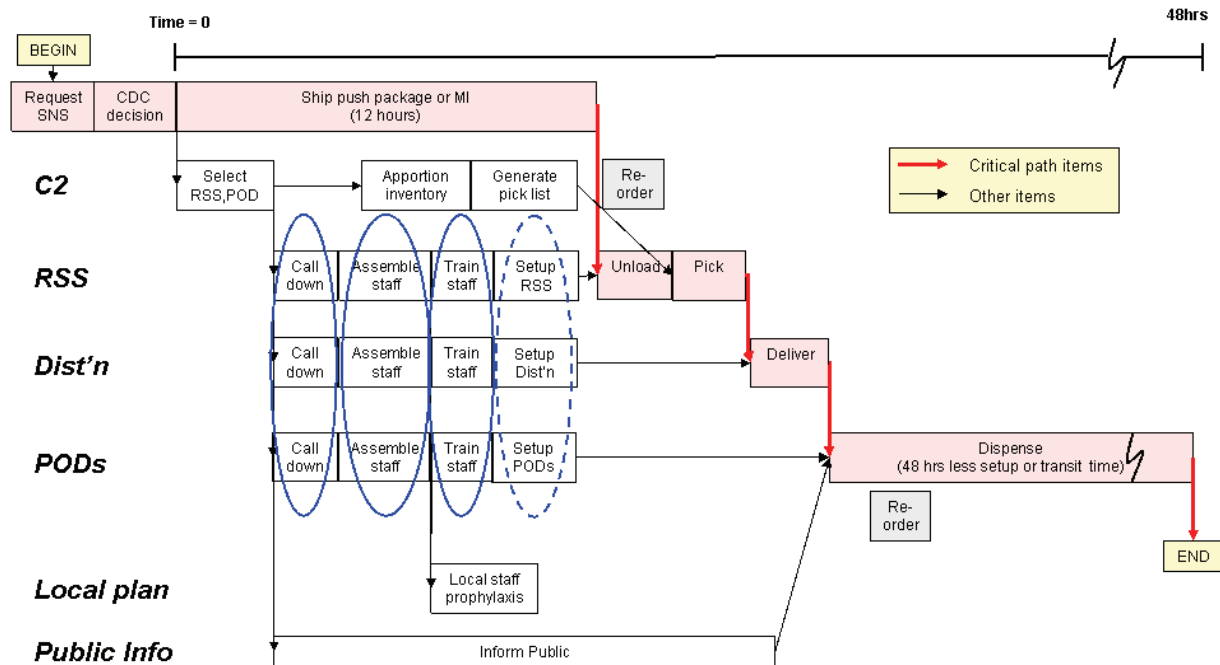 Time = 0
48hrs
BEGIN
Request
SNS
CDC
decision
Ship push package or MI
(12 hours)
C2
Select
RSS,POD
Apportion
inventory
Generate
pick list
Re-
order
Critical path items
Other items
RSS
Call
down
Assemble
staff
Train
staff
Setup
RSS
Unload
Pick
Dist'n
Call
down
Assemble
staff
Train
staff
Setup
Dist'n
Deliver
PODs
Call
down
Assemble
staff
Train
staff
Setup
PODs
Dispense
(48 hrs less setup or transit time)
Re-
order
END
Local plan
Local staff
prophylaxis
Public Info
Inform Public